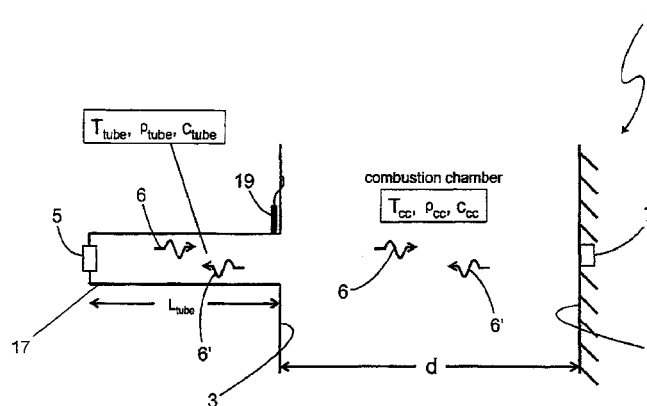 T_tube, ρ_tube, c_tube
combustion chamber
T_cc, ρ_cc, c_cc
19
5
6
6
L_tube
6'
6'
17
3
d